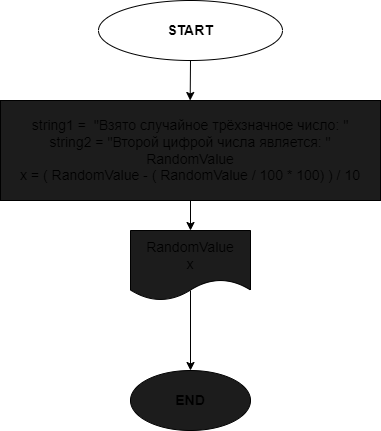 START
string1 = "Взято случайное трёхзначное число: "
string2 = "Второй цифрой числа является: "
RandomValue
x = ( RandomValue - ( RandomValue / 100 * 100) ) / 10
RandomValue
x
END